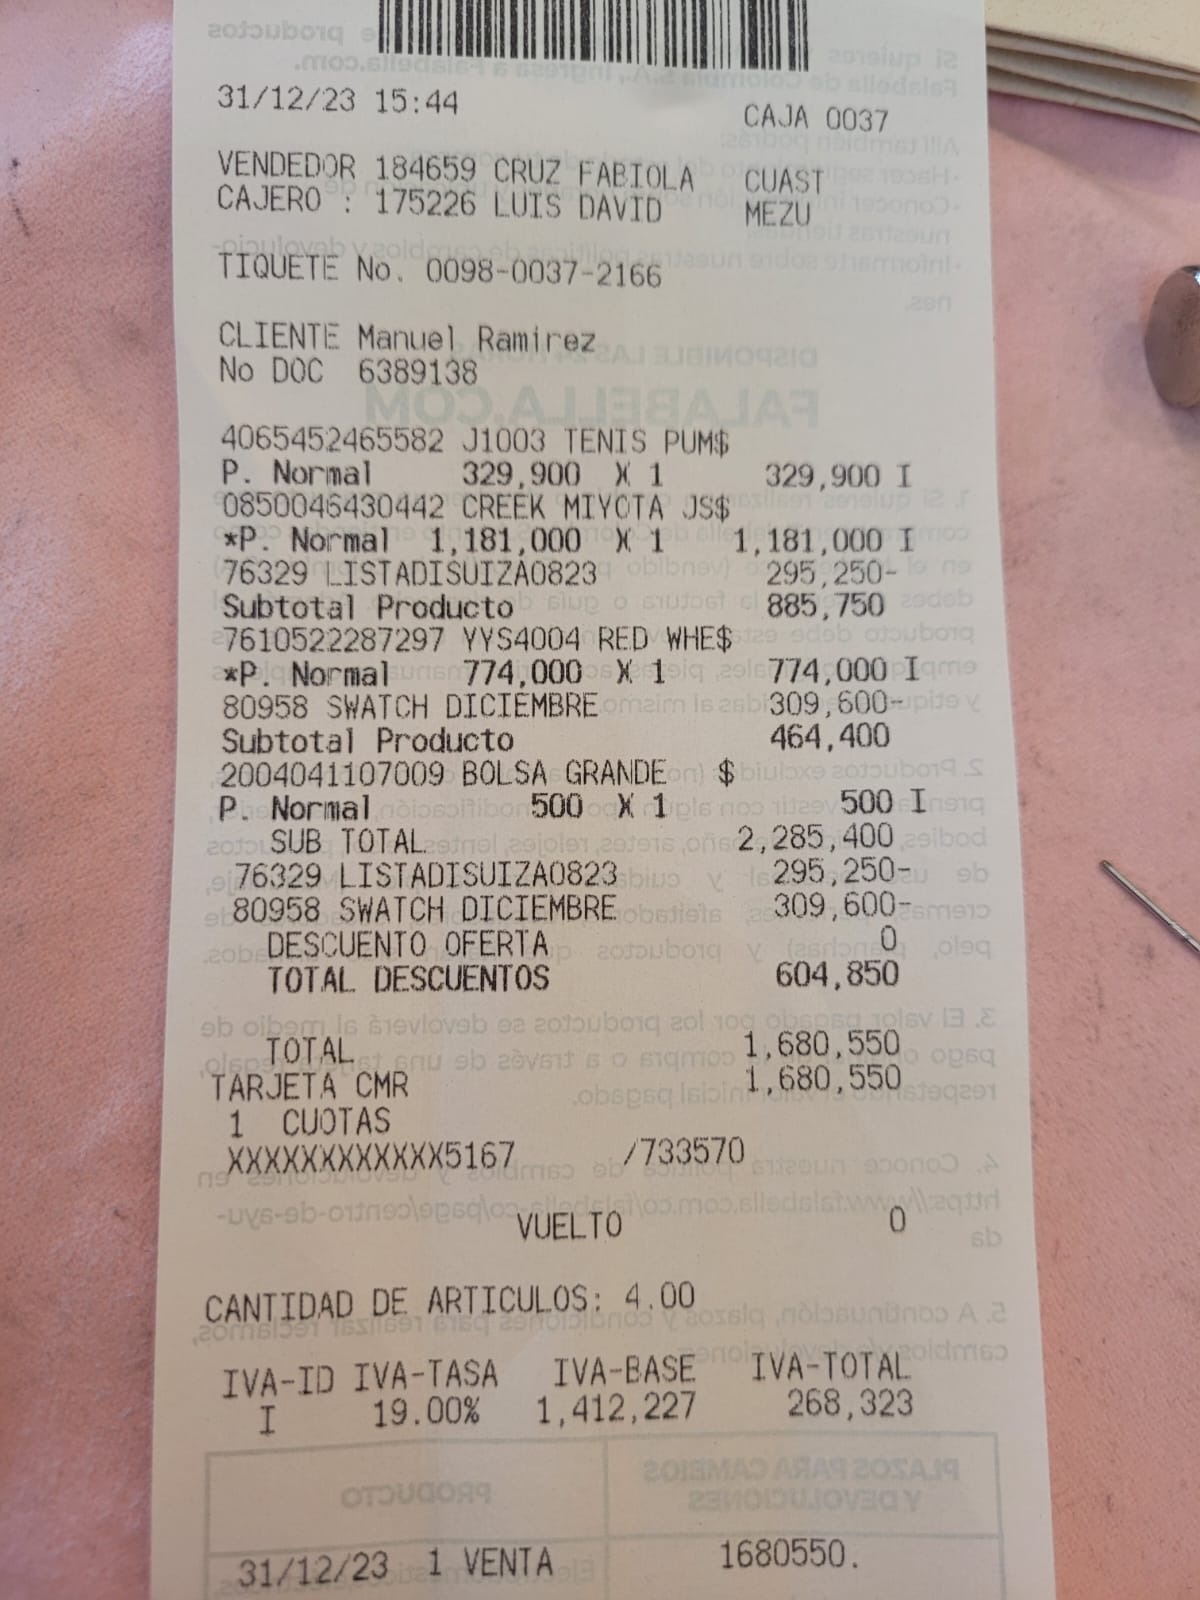 31/12/23 15:44 CAJA 0037
VENDEDOR 184659 CRUZ FABIOLA CUAST
CAJERO : 175226 LUIS DAVID MEZU
TIQUETE No. 0098-0037-2166
CLIENTE Manuel Ramirez
No DOC 6389138
4065452465582 J1003 TENIS PUM$
P. Normal 329,900 X 1 329,900 I
0850046430442 CREEK MIYOTA JS$
*P. Normal 1,181,000 X 1 1,181,000 I
76329 LISTADISUIZA0823 295,250-
Subtotal Producto 885,750
7610522287297 YYS4004 RED WHE$
*P. Normal 774,000 X 1 774,000 I
80958 SWATCH DICIEMBRE 309,600-
Subtotal Producto 464,400
2004041107009 BOLSA GRANDE $
P. Normal 500 X 1 500 I
SUB TOTAL 2,285,400
76329 LISTADISUIZA0823 295,250-
80958 SWATCH DICIEMBRE 309,600-
DESCUENTO OFERTA 0
TOTAL DESCUENTOS 604,850
TOTAL 1,680,550
TARJETA CMR 1,680,550
1 CUOTAS
XXXXXXXXXXXX5167 /733570
VUELTO 0
CANTIDAD DE ARTICULOS: 4.00
IVA-ID IVA-TASA IVA-BASE IVA-TOTAL
I 19.00% 1,412,227 268,323
31/12/23 1 VENTA 1680550.